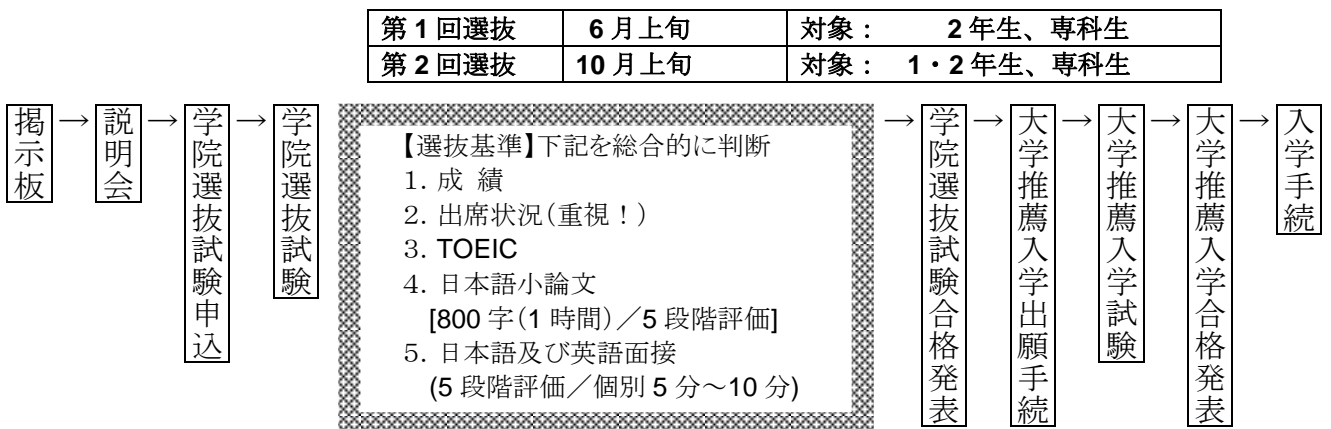 第1回選抜 6月上旬 対象： 2年生、専科生
第2回選抜 10月上旬 対象： 1・2年生、専科生
掲示板
→
説明会
→
学院選抜試験申込
→
学院選抜試験
【選抜基準】下記を総合的に判断
1．成 績
2．出席状況（重視！）
3．TOEIC
4．日本語小論文
[800字（1時間）／5段階評価]
5．日本語及び英語面接
(5段階評価／個別5分～10分)
→
学院選抜試験合格発表
→
大学推薦入学出願手続
→
大学推薦入学試験
→
大学推薦入学合格発表
→
入学手続